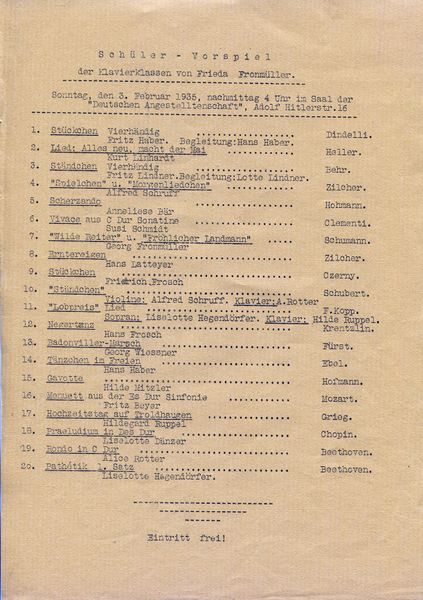 Schüler - Vorspiel
der Klavierklassen von Frieda Fronmüller.
Sonntag, den 3. Februar 1935, nachmittag 4 Uhr im Saal der
"Deutschen Angestelltenschaft", Adolf Hitlerstr.16
1. Stückchen Vierhändig .................. Dindelli.
Fritz Haber. Begleitung:Hans Haber.
2. Lied: Alles neu, macht der Mai .................. Heller.
Kurt Linhardt
3. Ständchen Vierhändig .................. Behr.
Fritz Lindner.Begleitung:Lotte Lindner.
4. "Spielchen" u. "Morgenliedchen" .................. Zilcher.
Alfred Schruff
5. Scherzando .................. Hohmann.
Anneliese Bär
6. Vivace aus C Dur Sonatine .................. Clementi.
Susi Schmidt
7. "Wilde Reiter" u. "Fröhlicher Landmann" .................. Schumann.
Georg Fronmüller
8. Erntereigen .................. Zilcher.
Hans Latteyer
9. Stückchen .................. Czerny.
Friedrich Frosch
10. "Ständchen" .................. Schubert.
Violine: Alfred Schruff. Klavier:A.Rotter
11. "Lobpreis" Lied .................. F.Kopp.
Sopran: Liselotte Hegendörfer. Klavier: Hilde Ruppel.
12. Negertanz .................. Krentzlin.
Hans Frosch
13. Badonviller-Marsch .................. Fürst.
Georg Wiessner
14. Tänzchen im Freien .................. Ebel.
Hans Haber
15. Gavotte .................. Hofmann.
Hilde Mitzler
16. Menuett aus der Es Dur Sinfonie .................. Mozart.
Fritz Beyer
17. Hochzeitstag auf Troldhaugen .................. Grieg.
Hildegard Ruppel
18. Praeludium in Des Dur .................. Chopin.
Liselotte Dänzer
19. Rondo in C Dur .................. Beethoven.
Alice Rotter
20. Pathétik 1. Satz .................. Beethoven.
Liselotte Hegendörfer.
Eintritt frei!